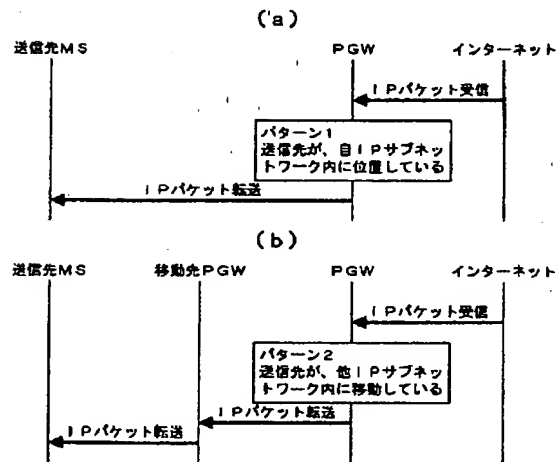 (a)
送信先MS PGW インターネット
IPパケット受信
パターン1
送信先が、自IPサブネッ
トワーク内に位置している
IPパケット転送
(b)
送信先MS 移動先PGW PGW インターネット
IPパケット受信
パターン2
送信先が、他IPサブネッ
トワーク内に移動している
IPパケット転送
IPパケット転送